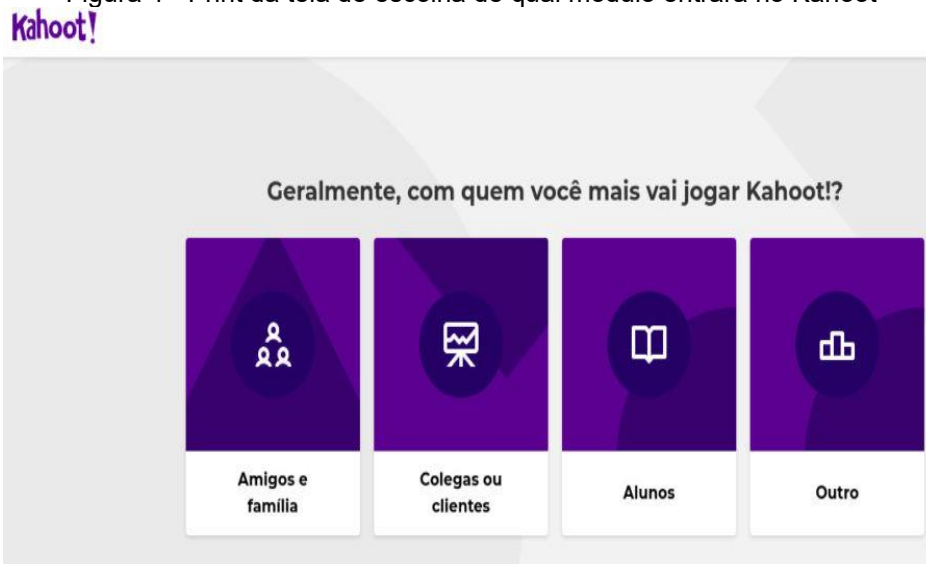 Kahoot!
Geralmente, com quem você mais vai jogar Kahoot!?
Amigos e
família
Colegas ou
clientes
Alunos
Outro